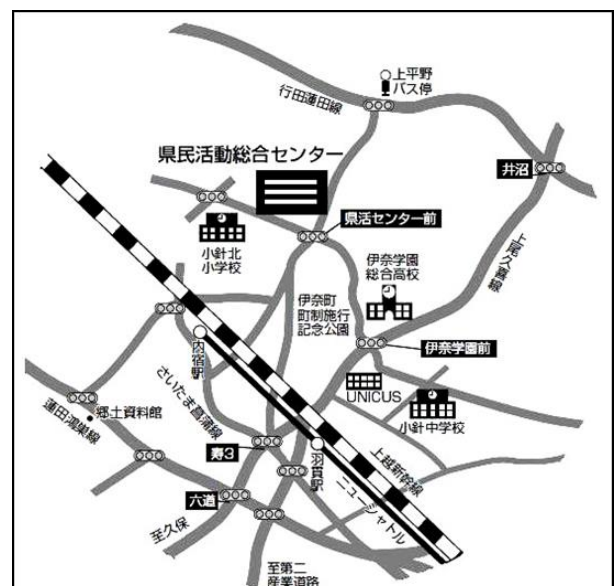 上平野
バス停
行田蓮田線
県民活動総合センター
井沼
県活センター前
小針北
小学校
伊奈学園
総合高校
上尾久喜線
伊奈町
町制施行
記念公園
内宿駅
伊奈学園前
さいたま菖蒲線
UNICUS
郷土資料館
蓮田鴻巣線
小針中学校
寿3
羽貫駅
上越新幹線
ニューシャトル
六道
至久保
至第二
産業道路